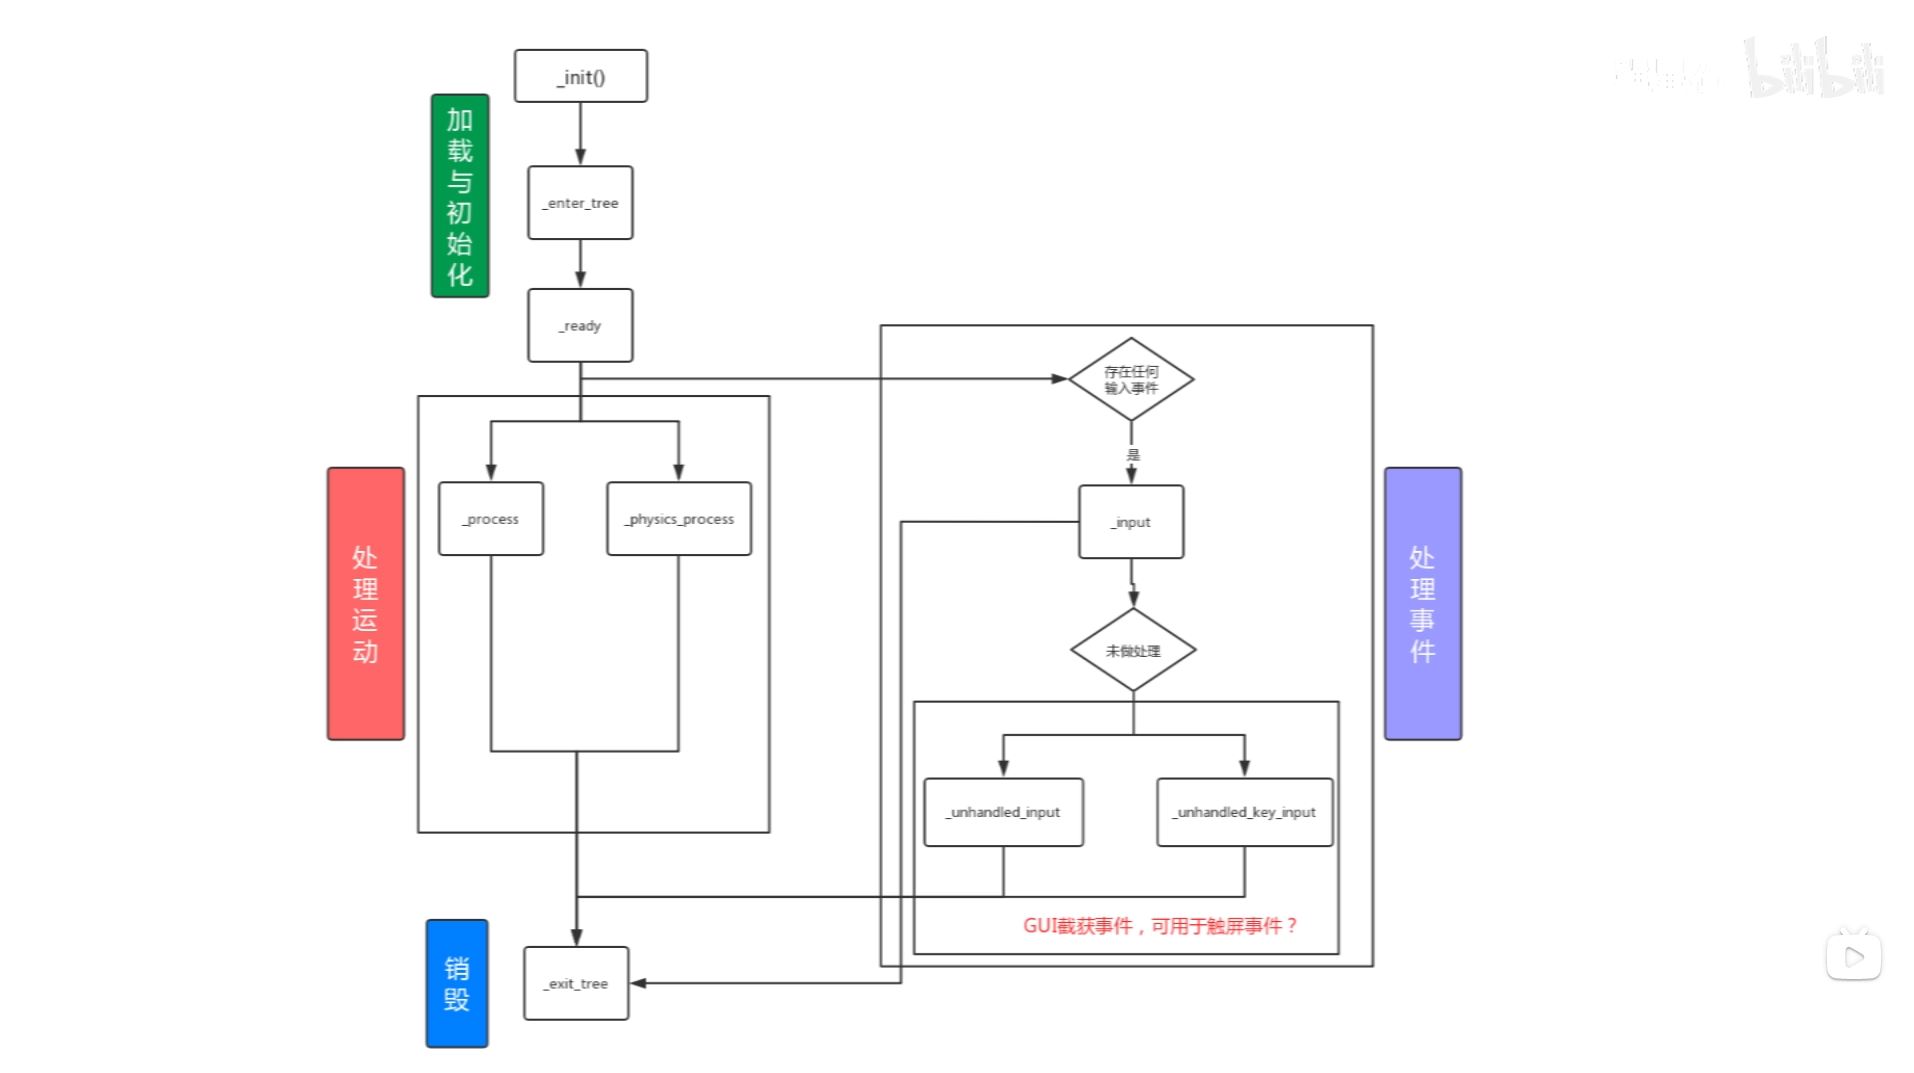 _init()
加载与初始化
_enter_tree
_ready
存在任何
输入事件
是
_process
_physics_process
_input
处理运动
处理事件
未做处理
_unhandled_input
_unhandled_key_input
GUI截获事件，可用于触屏事件？
销毁
_exit_tree
bilibili